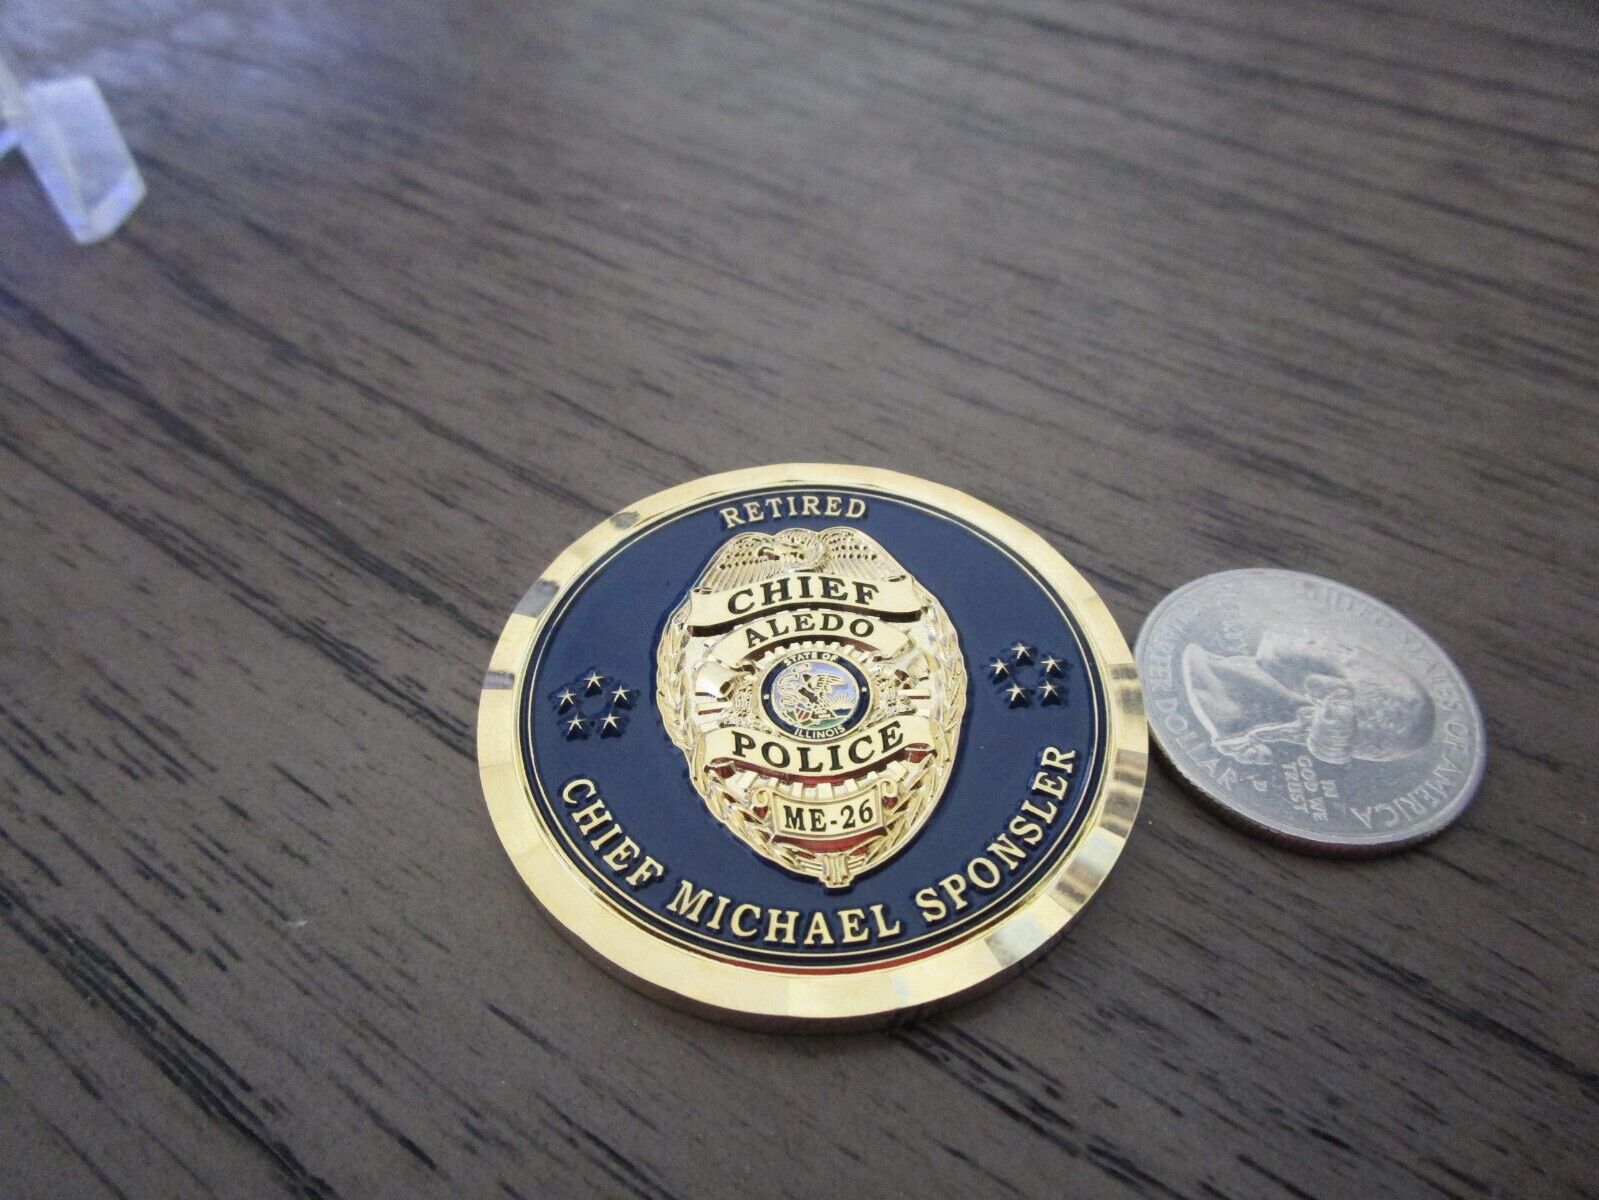 RETIRED
CHIEF
ALEDO
STATE OF
ILLINOIS
POLICE
ME-26
CHIEF MICHAEL SPONSLER
UNITED STATES OF AMERICA
IN
GOD WE
TRUST
D
QUARTER DOLLAR